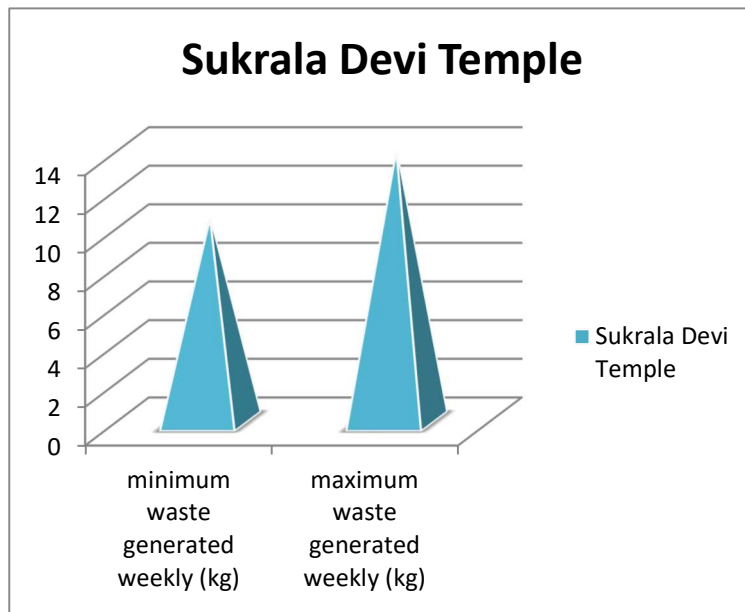 Sukrala Devi Temple
14
12
10
8
6
4
2
0
minimum
waste
generated
weekly (kg)
maximum
waste
generated
weekly (kg)
Sukrala Devi
Temple